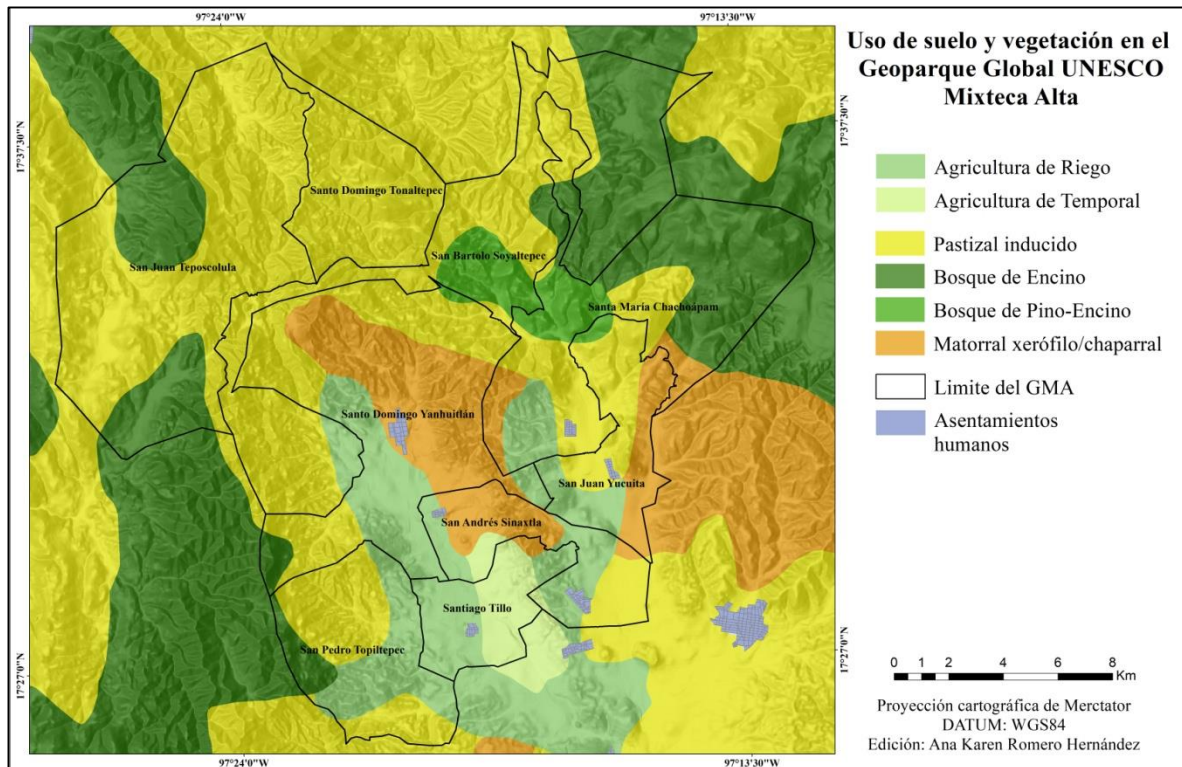 97°24'0"W
97°13'30"W
17°37'30"N
17°37'30"N
Uso de suelo y vegetación en el
Geoparque Global UNESCO
Mixteca Alta
Agricultura de Riego
Agricultura de Temporal
Pastizal inducido
Bosque de Encino
Bosque de Pino-Encino
Matorral xerófilo/chaparral
Limite del GMA
Asentamientos
humanos
Santo Domingo Tonaltepec
San Bartolo Soyaltepec
San Juan Teposcolula
Santa María Chachoápam
Santo Domingo Yanhuitlán
San Juan Yucuita
San Andrés Sinaxtla
Santiago Tillo
San Pedro Topiltepec
17°27'0"N
17°27'0"N
97°24'0"W
97°13'30"W
0 2 4 6 8
Km
Proyección cartográfica de Merctator
DATUM: WGS84
Edición: Ana Karen Romero Hernández